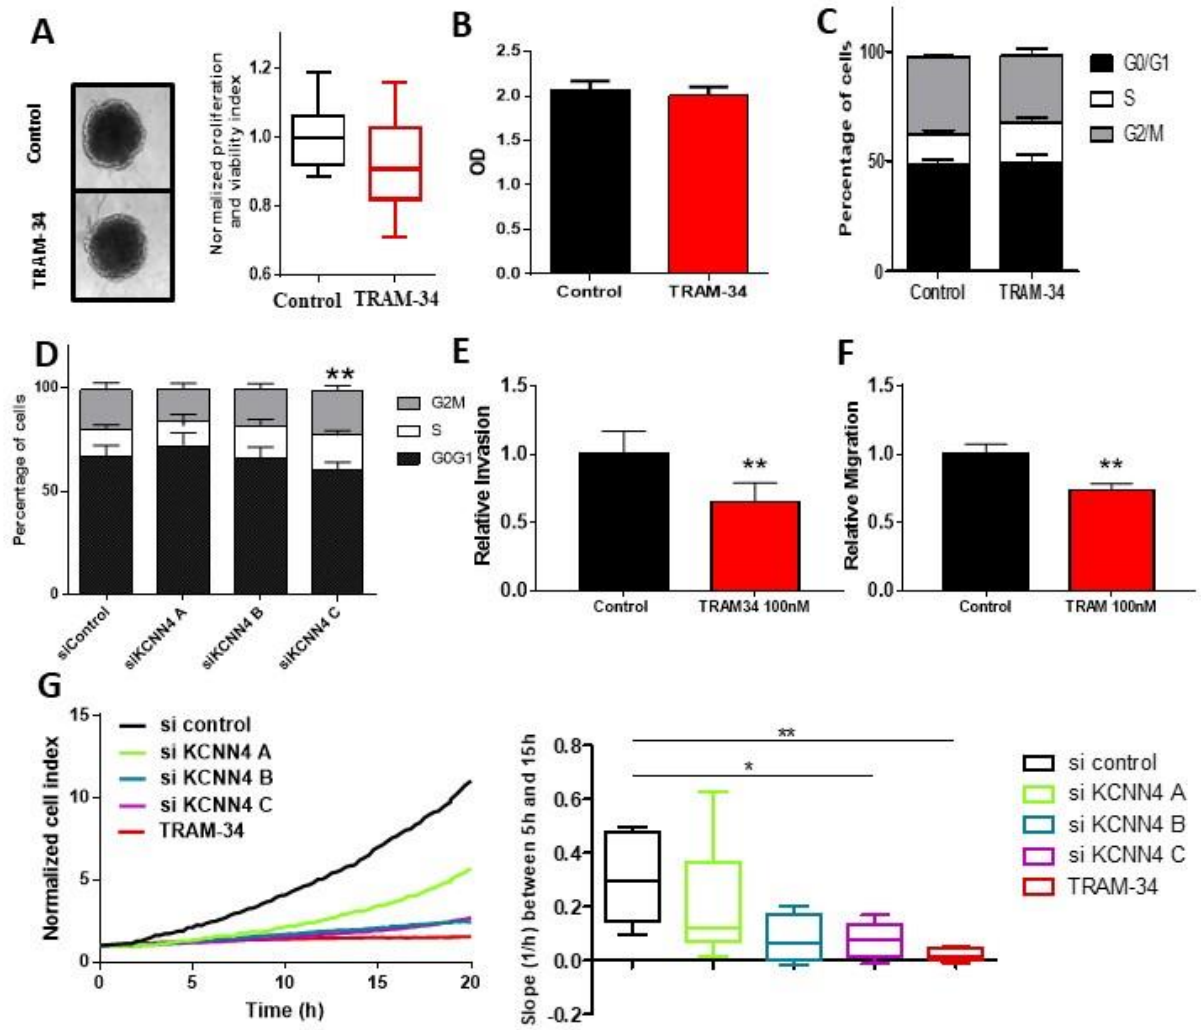 A
Control
TRAM-34
Normalized proliferation
and viability index
1.2
1.0
0.8
0.6
Control TRAM-34
B
OD
2.5
2.0
1.5
1.0
0.5
0.0
Control TRAM-34
C
Percentage of cells
100
50
0
Control TRAM-34
G0/G1
S
G2/M
D
Percentage of cells
100
50
0
**
siControl
siKCNN4 A
siKCNN4 B
siKCNN4 C
G2M
S
G0G1
E
Relative Invasion
1.5
1.0
0.5
0.0
**
Control TRAM34 100nM
F
Relative Migration
1.5
1.0
0.5
0.0
**
Control TRAM 100nM
G
Normalized cell index
15
10
5
0
0 5 10 15 20
Time (h)
si control
si KCNN4 A
si KCNN4 B
si KCNN4 C
TRAM-34
Slope (1/h) between 5h and 15h
0.8
0.6
0.4
0.2
0.0
-0.2
**
*
si control
si KCNN4 A
si KCNN4 B
si KCNN4 C
TRAM-34